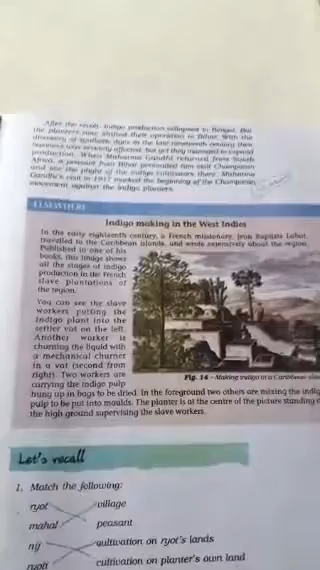 After the revolt, indigo production collapsed in Bengal. But
the planters now shifted their operation to Bihar. With the
discovery of synthetic dyes in the late nineteenth century their
business was severely affected, but yet they managed to expand
production. When Mahatma Gandhi returned from South
Africa, a peasant from Bihar persuaded him to visit Champaran
and see the plight of the indigo cultivators there. Mahatma
Gandhi's visit in 1917 marked the beginning of the Champaran
movement against the indigo planters.
ELSEWHERE
Indigo making in the West Indies
In the early eighteenth century, a French missionary, Jean Baptiste Labat,
travelled to the Caribbean islands, and wrote extensively about the region.
Published in one of his
books, this image shows
all the stages of indigo
production in the French
slave plantations of
the region.
You can see the slave
workers putting the
indigo plant into the
settler vat on the left.
Another worker is
churning the liquid with
a mechanical churner
in a vat (second from
right). Two workers are
carrying the indigo pulp
Fig. 14 – Making indigo in a Caribbean
hung up in bags to be dried. In the foreground two others are mixing the indig
pulp to be put into moulds. The planter is at the centre of the picture standing
the high ground supervising the slave workers.
Let's recall
1. Match the following:
ryot village
mahal peasant
nij cultivation on ryot's lands
ryoti cultivation on planter's own land